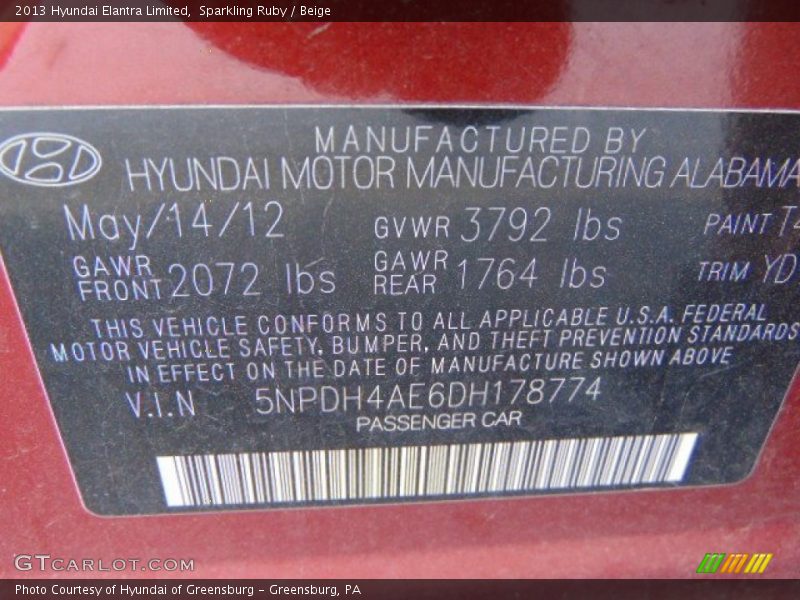 2013 Hyundai Elantra Limited, Sparkling Ruby / Beige
MANUFACTURED BY
HYUNDAI MOTOR MANUFACTURING ALABAMA
May/14/12 GVWR 3792 lbs PAINT T4
GAWR FRONT 2072 lbs GAWR REAR 1764 lbs TRIM YD
THIS VEHICLE CONFORMS TO ALL APPLICABLE U.S.A. FEDERAL
MOTOR VEHICLE SAFETY, BUMPER, AND THEFT PREVENTION STANDARDS
IN EFFECT ON THE DATE OF MANUFACTURE SHOWN ABOVE
V.I.N 5NPDH4AE6DH178774
PASSENGER CAR
GTCARLOT.COM
Photo Courtesy of Hyundai of Greensburg - Greensburg, PA